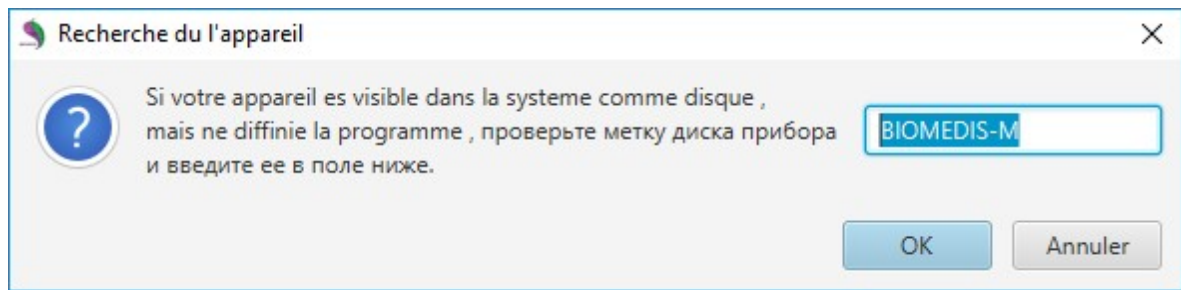 Recherche du l'appareil
Si votre appareil es visible dans la systeme comme disque ,
mais ne diffinie la programme , проверьте метку диска прибора
и введите ее в поле ниже.
BIOMEDIS-M
OK
Annuler